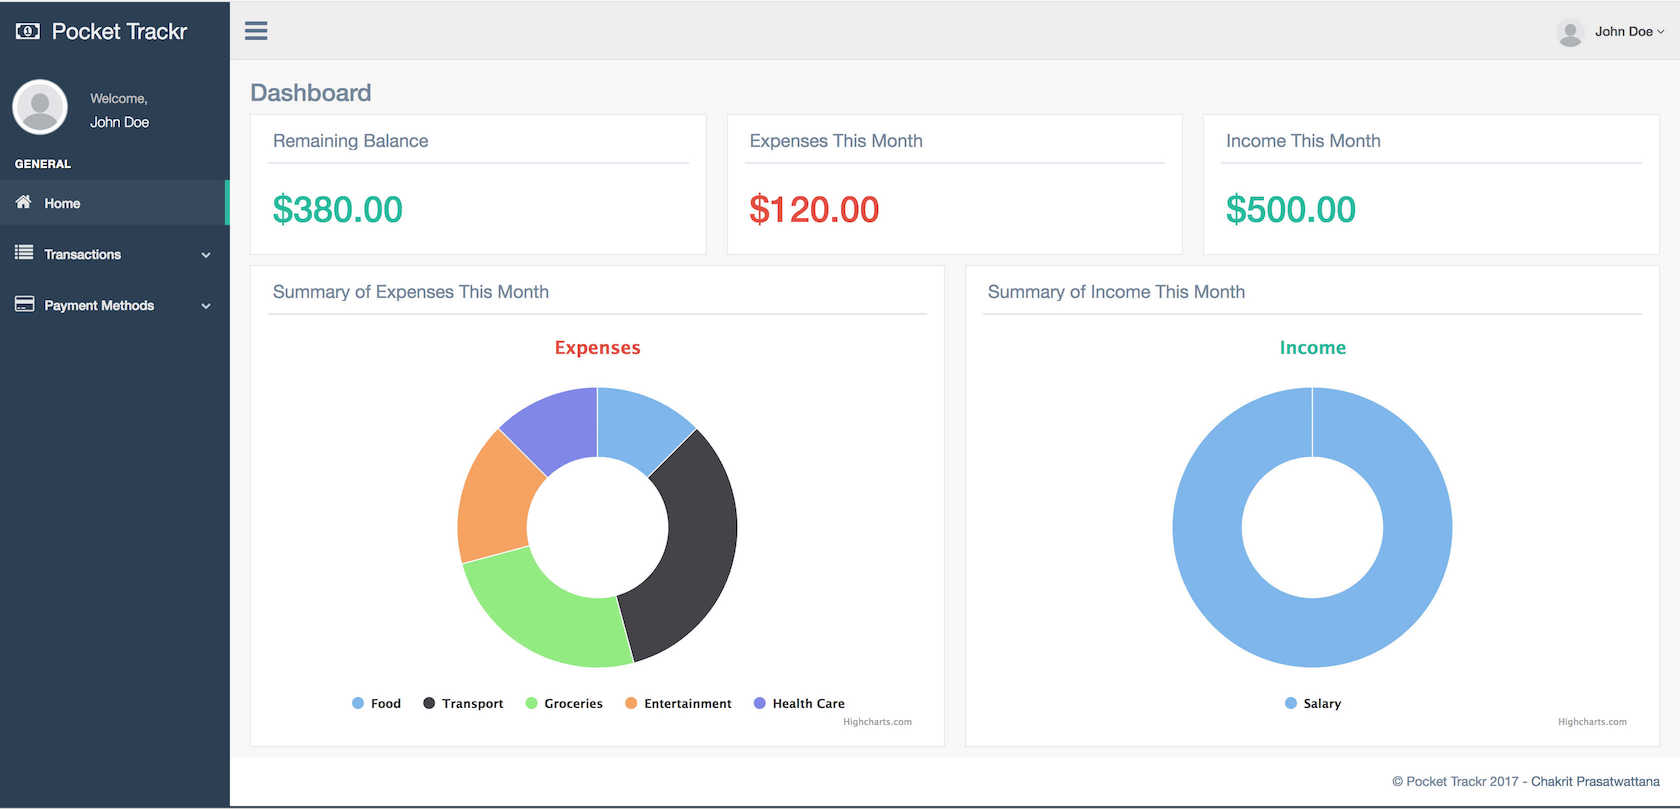 Pocket Trackr
John Doe
Welcome,
John Doe
GENERAL
Home
Transactions
Payment Methods
Dashboard
Remaining Balance
$380.00
Expenses This Month
$120.00
Income This Month
$500.00
Summary of Expenses This Month
Expenses
Food Transport Groceries Entertainment Health Care
Highcharts.com
Summary of Income This Month
Income
Salary
Highcharts.com
© Pocket Trackr 2017 - Chakrit Prasatwattana